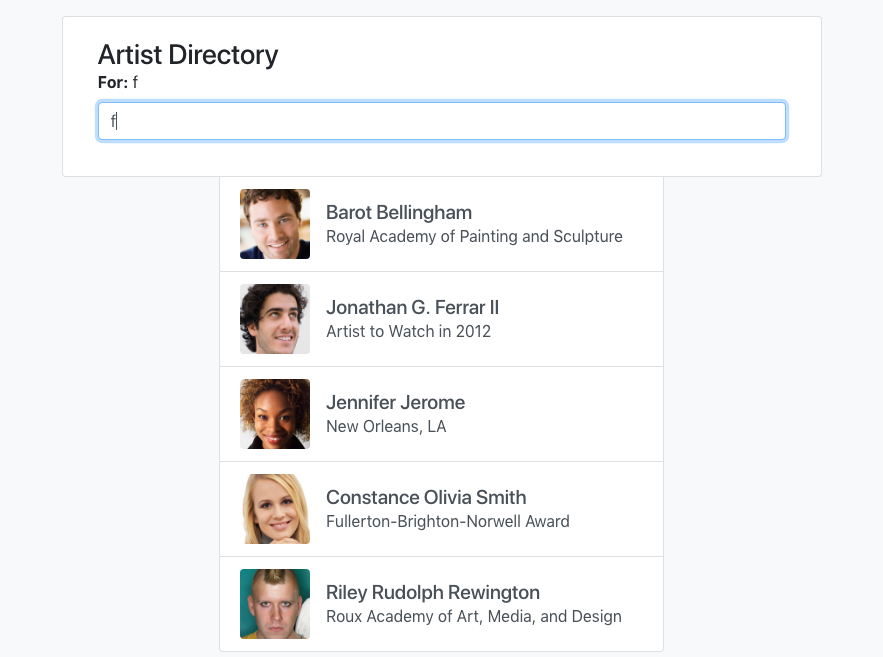 Artist Directory
For: f
f
Barot Bellingham
Royal Academy of Painting and Sculpture
Jonathan G. Ferrar II
Artist to Watch in 2012
Jennifer Jerome
New Orleans, LA
Constance Olivia Smith
Fullerton-Brighton-Norwell Award
Riley Rudolph Rewington
Roux Academy of Art, Media, and Design